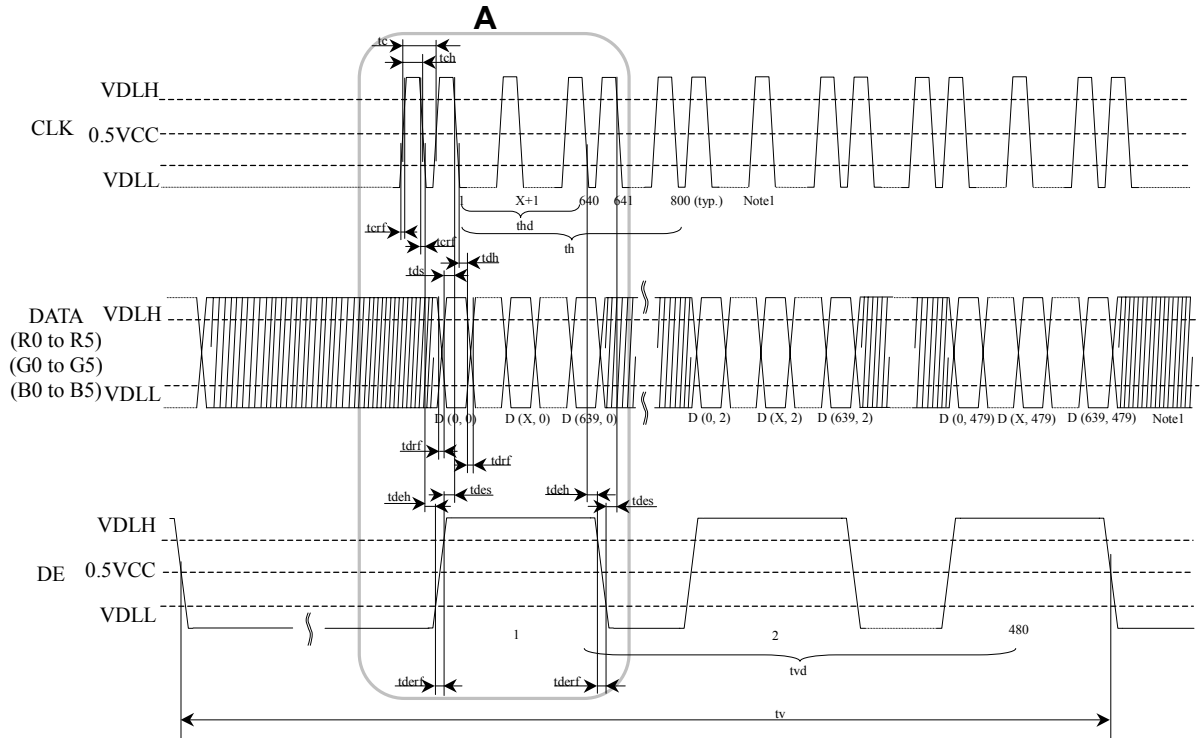 A
tc
tch
VDLH
CLK 0.5VCC
VDLL
1 X+1 640 641 800 (typ.) Note1
thd
th
tcrf
tcrf
tdh
tds
DATA
(R0 to R5)
(G0 to G5)
(B0 to B5)
VDLH
VDLL
D (0, 0) D (X, 0) D (639, 0) D (0, 2) D (X, 2) D (639, 2) D (0, 479) D (X, 479) D (639, 479) Note1
tdrf
tdrf
tdeh tdes tdeh tdes
VDLH
DE 0.5VCC
VDLL
1 2 480
tvd
tderf tderf
tv